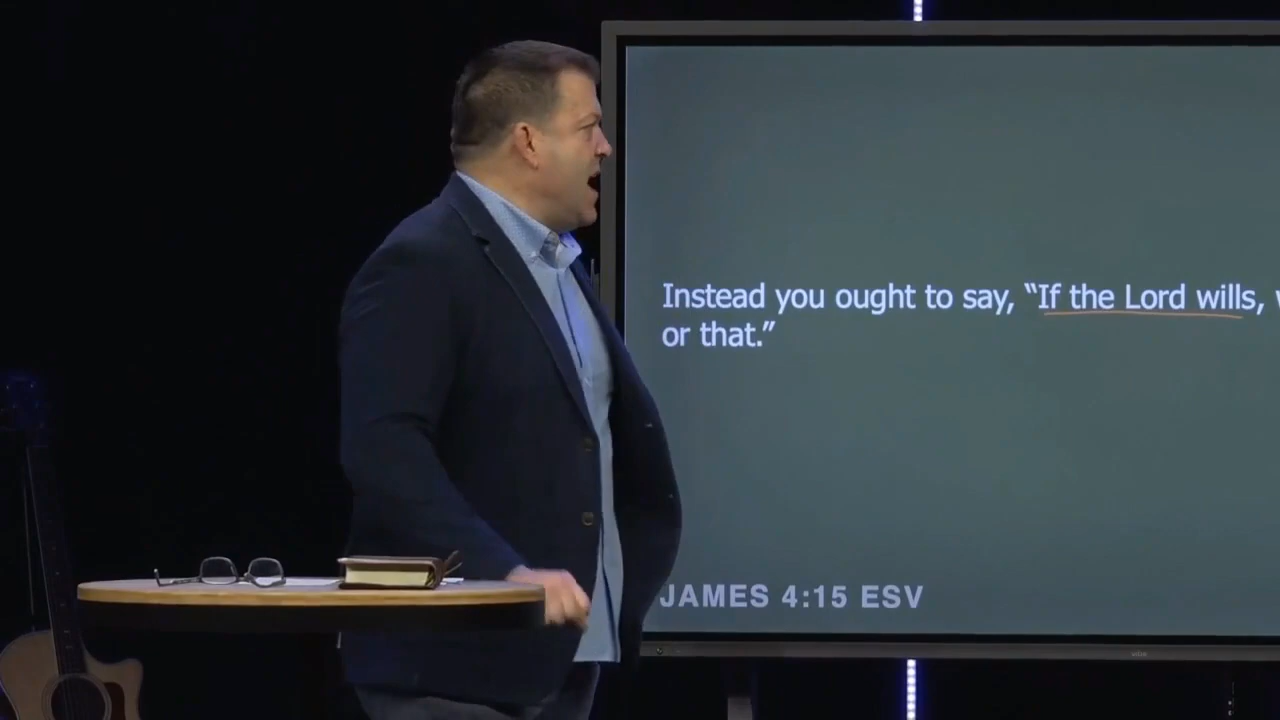 Instead you ought to say, “If the Lord wills,
or that.”
JAMES 4:15 ESV